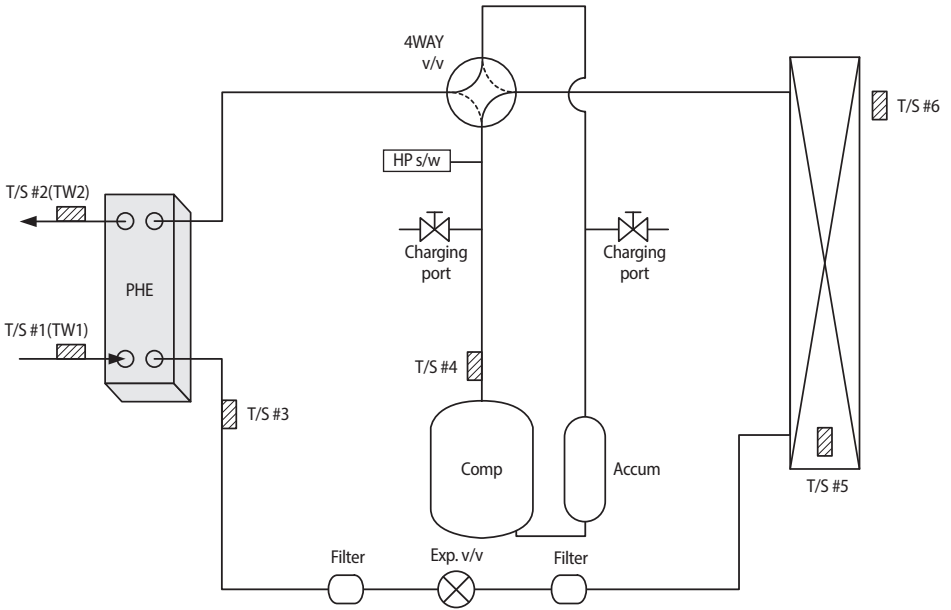 4WAY
v/v
T/S #6
HP s/w
T/S #2(TW2)
Charging
port
Charging
port
PHE
T/S #1(TW1)
T/S #4
T/S #3
Comp
Accum
T/S #5
Filter
Exp. v/v
Filter